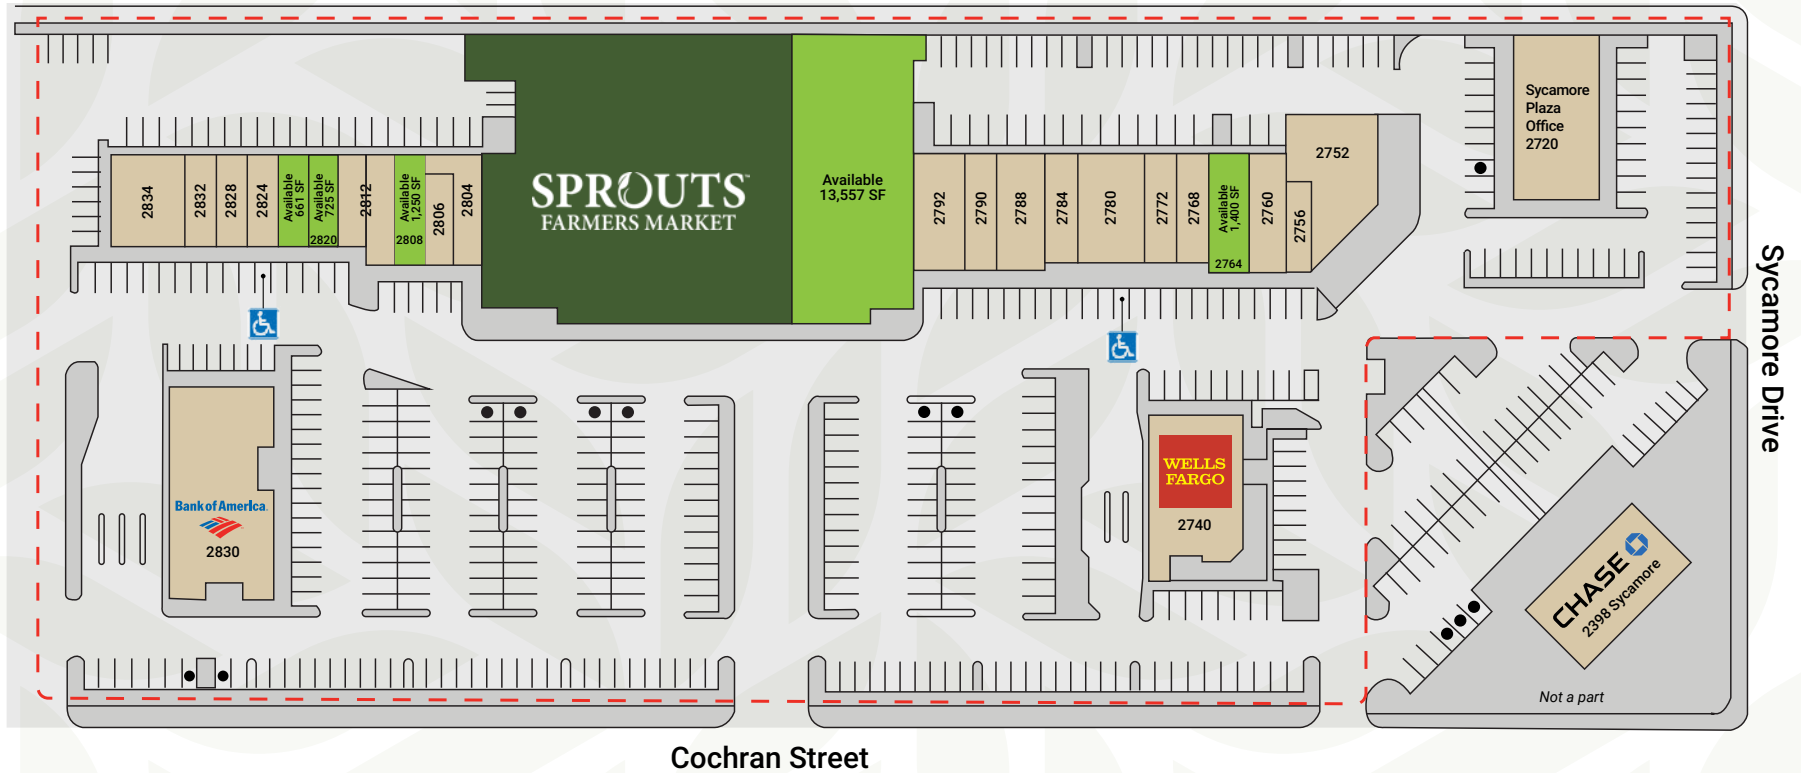 Sycamore
Plaza
Office
2720
2834
2832
2828
2824
Available
661 SF
Available
725 SF
2820
2812
Available
1,250 SF
2808
2806
2804
SPROUTS™
FARMERS MARKET
Available
13,557 SF
2792
2790
2788
2784
2780
2772
2768
Available
1,400 SF
2764
2760
2756
2752
Sycamore Drive
Bank of America
2830
WELLS
FARGO
2740
CHASE
2398 Sycamore
Not a part
Cochran Street